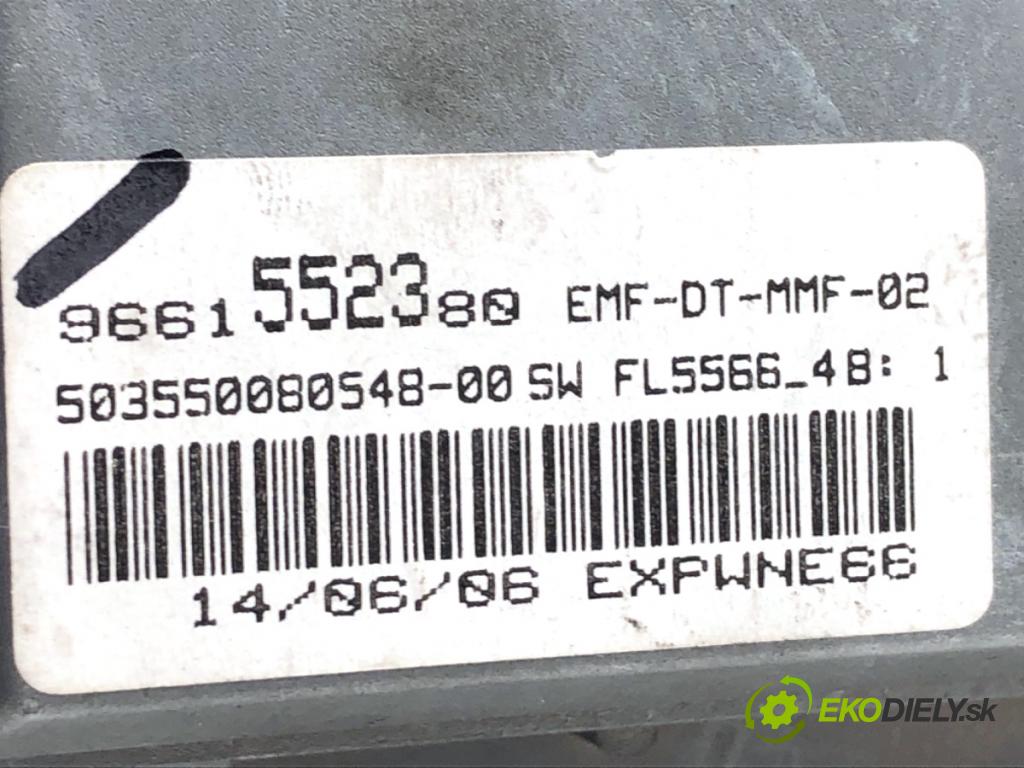 9661552380 EMF-DT-MMF-02
503550080548-00 SW FL5566_48: 1
14/06/06 EXPWNE66
EKODIELY.sk